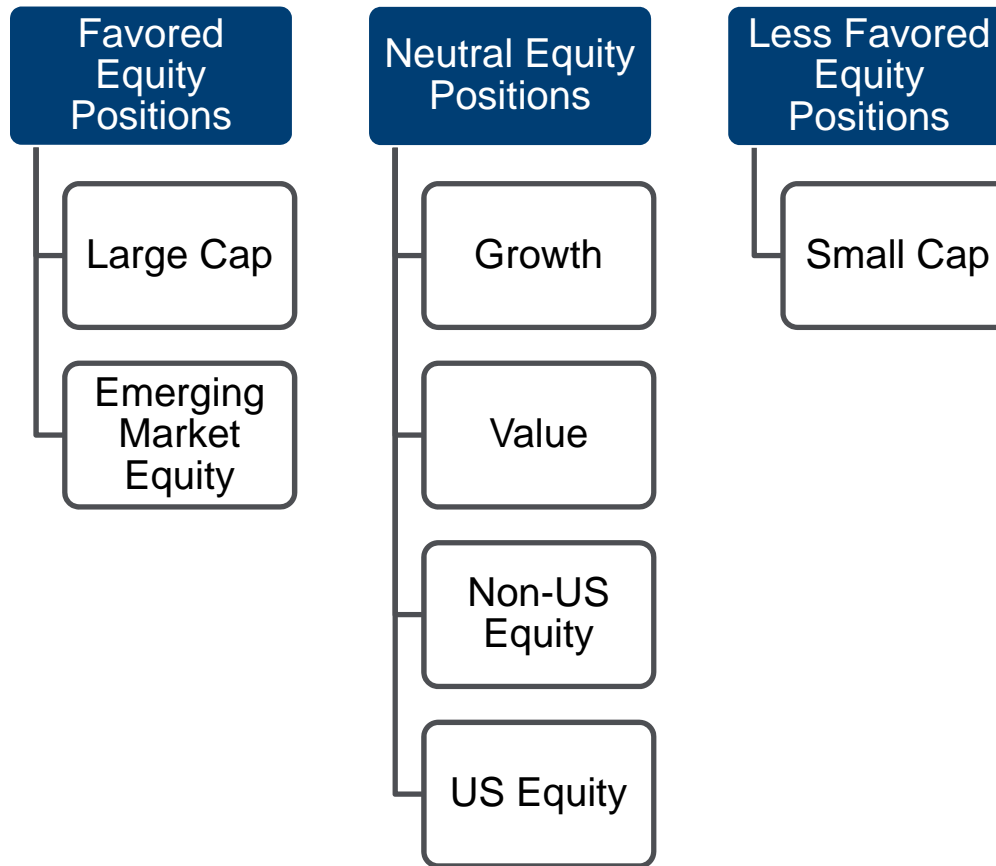 Favored
Equity
Positions
Large Cap
Emerging
Market
Equity
Neutral Equity
Positions
Growth
Value
Non-US
Equity
US Equity
Less Favored
Equity
Positions
Small Cap